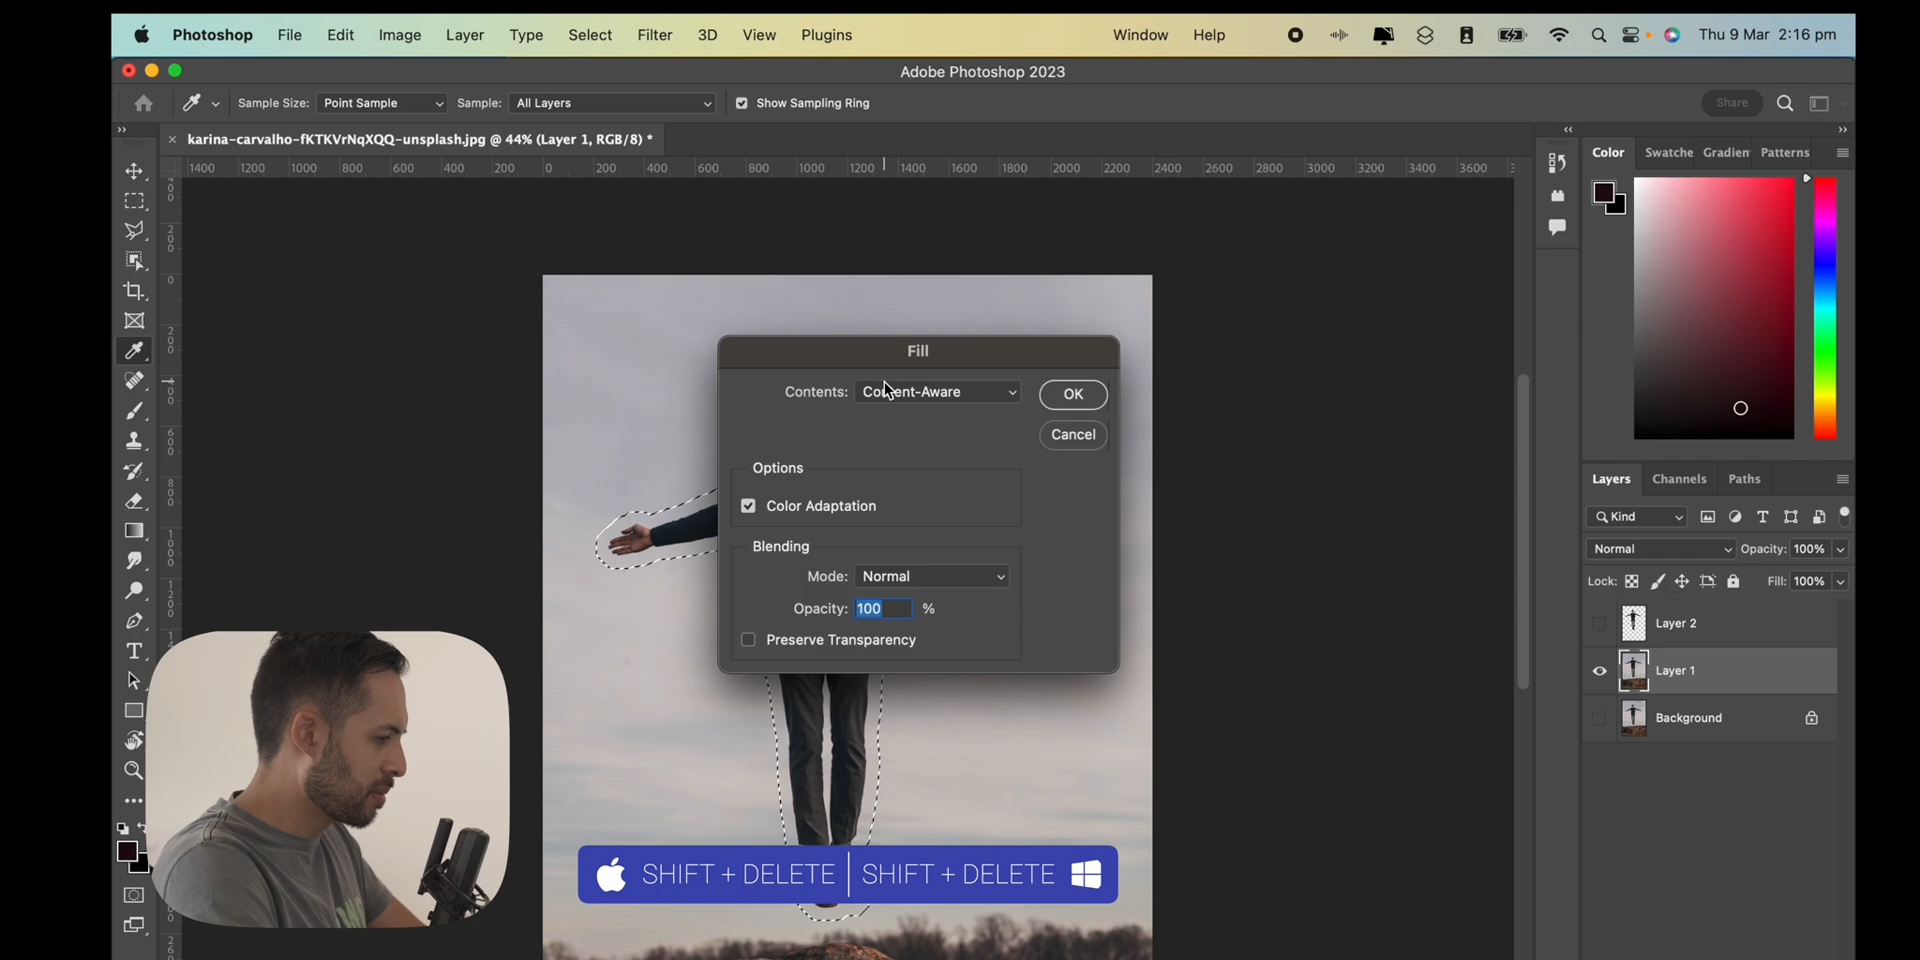 Photoshop File Edit Image Layer Type Select Filter 3D View Plugins Window Help Thu 9 Mar 2:16 pm
Adobe Photoshop 2023
Sample Size: Point Sample Sample: All Layers Show Sampling Ring Share
karina-carvalho-fKTKVrNqXQQ-unsplash.jpg @ 44% (Layer 1, RGB/8) *
1400 1200 1000 800 600 400 200 0 200 400 600 800 1000 1200 1400 1600 1800 2000 2200 2400 2600 2800 3000 3200 3400 3600
Color Swatche Gradien Patterns
Fill
Contents: Content-Aware OK
Cancel
Options
Color Adaptation
Blending
Mode: Normal
Opacity: 100 %
Preserve Transparency
Layers Channels Paths
Kind
Normal Opacity: 100%
Lock: Fill: 100%
Layer 2
Layer 1
Background
SHIFT + DELETE | SHIFT + DELETE